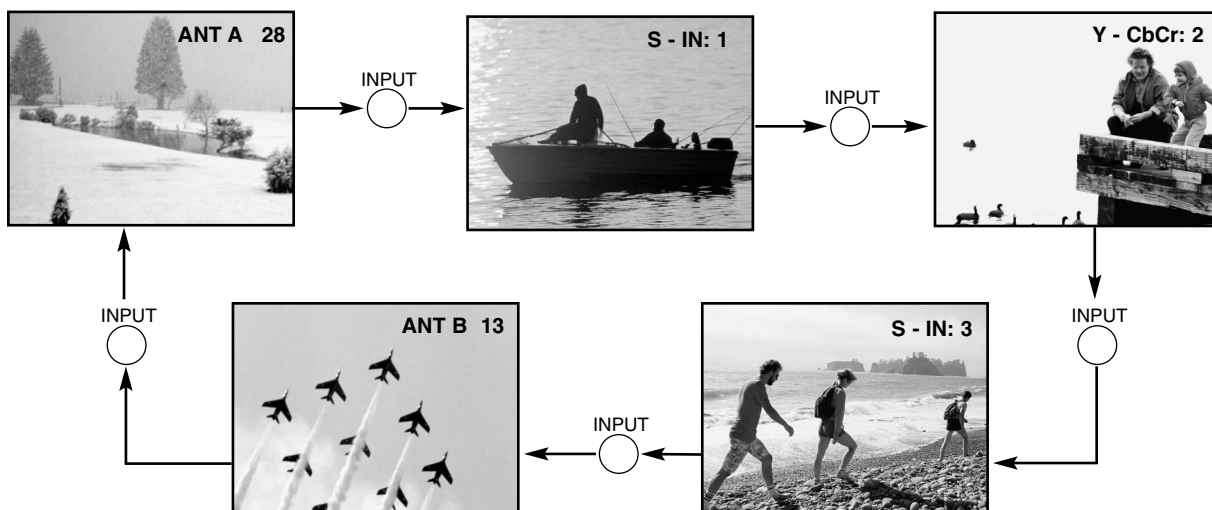 ANT A 28
INPUT
S - IN: 1
INPUT
Y - CbCr: 2
INPUT
S - IN: 3
INPUT
ANT B 13
INPUT